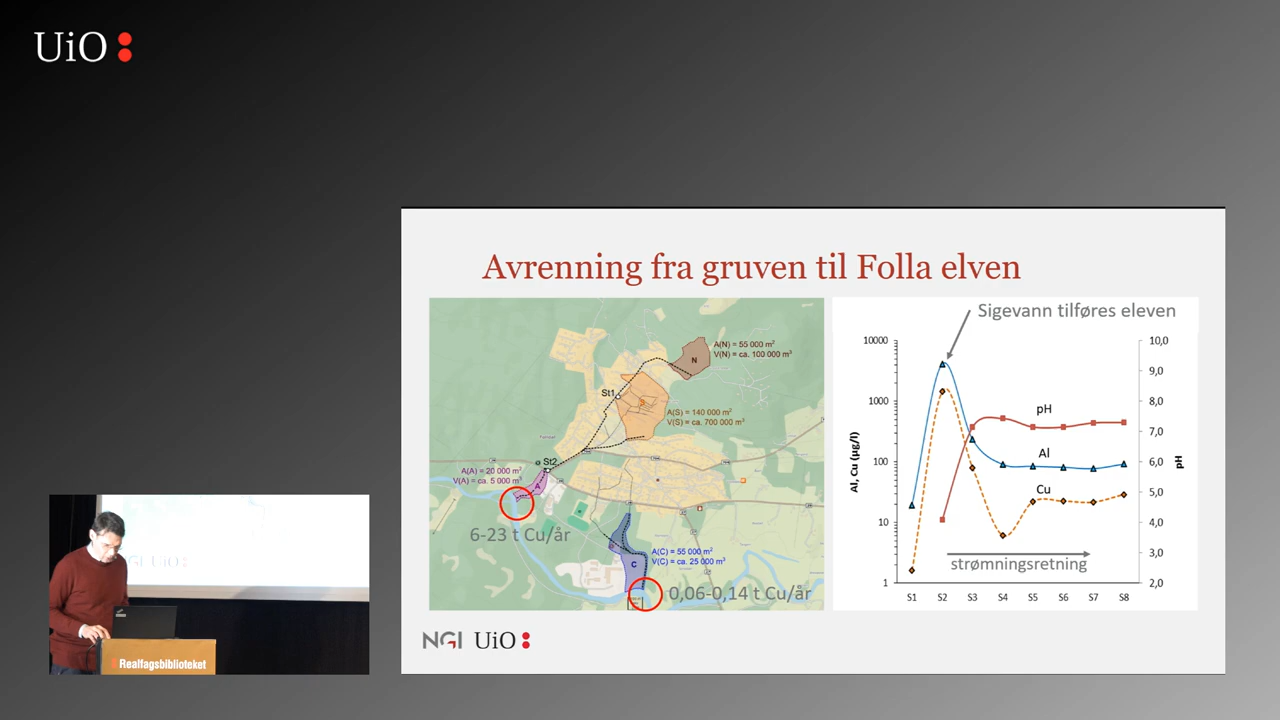 UiO
Avrenning fra gruven til Folla elven
N
A(N) = 55 000 m²
V(N) = ca. 100 000 m³
St1
S
A(S) = 140 000 m²
V(S) = ca. 700 000 m³
St2
A(A) = 20 000 m²
V(A) = ca. 5 000 m³
A
6-23 t Cu/år
A(C) = 55 000 m²
V(C) = ca. 25 000 m³
C
0,06-0,14 t Cu/år
Sigevann tilføres eleven
10000
1000
100
10
1
Al, Cu (µg/l)
10,0
9,0
8,0
7,0
6,0
5,0
4,0
3,0
2,0
pH
pH
Al
Cu
strømningsretning
S1 S2 S3 S4 S5 S6 S7 S8
NGI UiO
NGI UiO
Realfagsbiblioteket